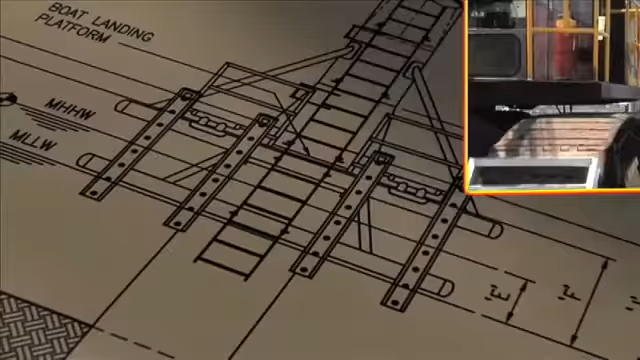 BOAT LANDING
PLATFORM
MHHW
MLLW
'E'
'F'